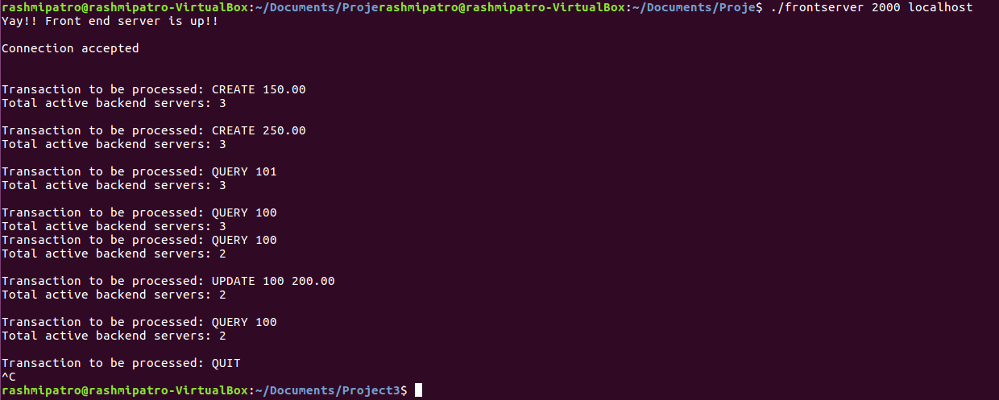 rashmipatro@rashmipatro-VirtualBox:~/Documents/Projerashmipatro@rashmipatro-VirtualBox:~/Documents/Proje$ ./frontserver 2000 localhost
Yay!! Front end server is up!!
Connection accepted
Transaction to be processed: CREATE 150.00
Total active backend servers: 3
Transaction to be processed: CREATE 250.00
Total active backend servers: 3
Transaction to be processed: QUERY 101
Total active backend servers: 3
Transaction to be processed: QUERY 100
Total active backend servers: 3
Transaction to be processed: QUERY 100
Total active backend servers: 2
Transaction to be processed: UPDATE 100 200.00
Total active backend servers: 2
Transaction to be processed: QUERY 100
Total active backend servers: 2
Transaction to be processed: QUIT
^C
rashmipatro@rashmipatro-VirtualBox:~/Documents/Project3$